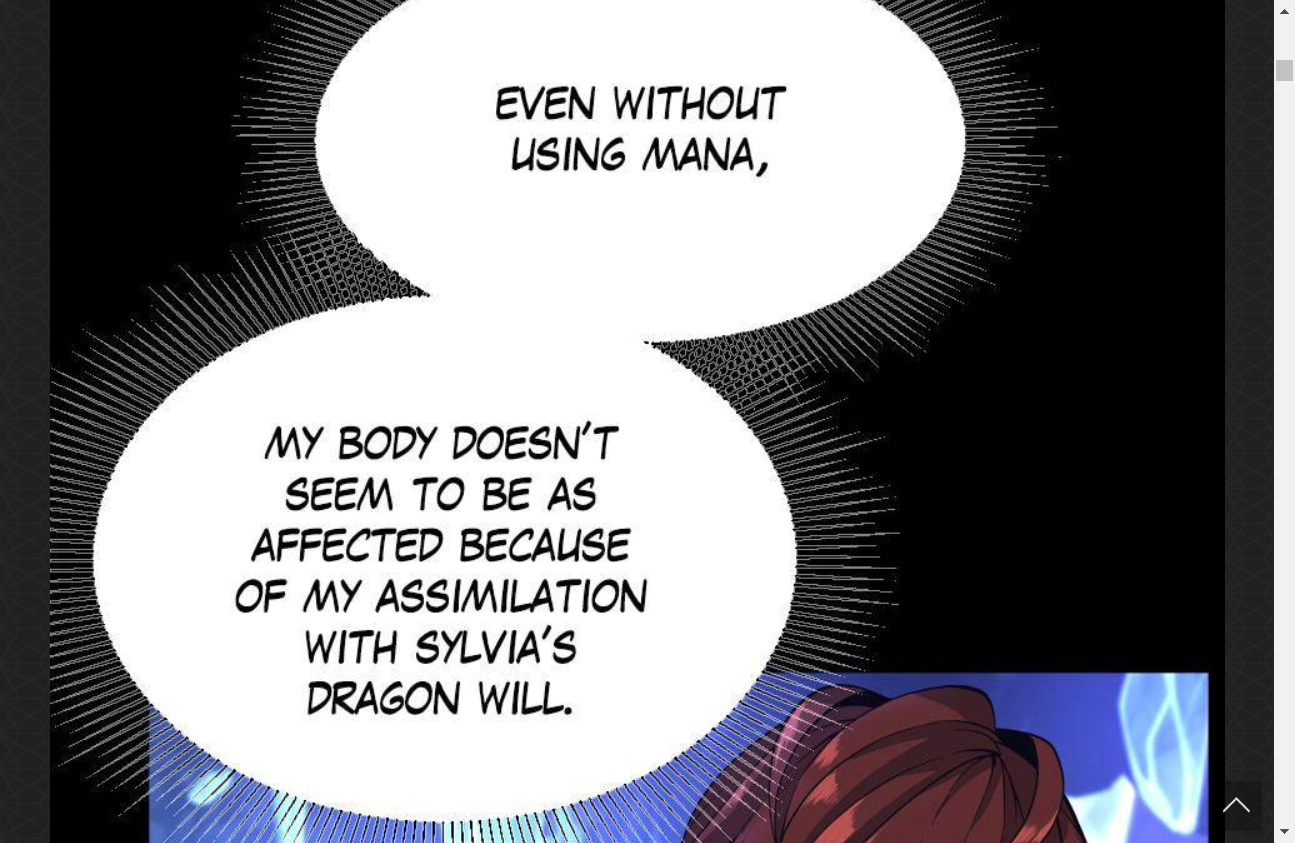 EVEN WITHOUT
USING MANA,
MY BODY DOESN'T
SEEM TO BE AS
AFFECTED BECAUSE
OF MY ASSIMILATION
WITH SYLVIA'S
DRAGON WILL.